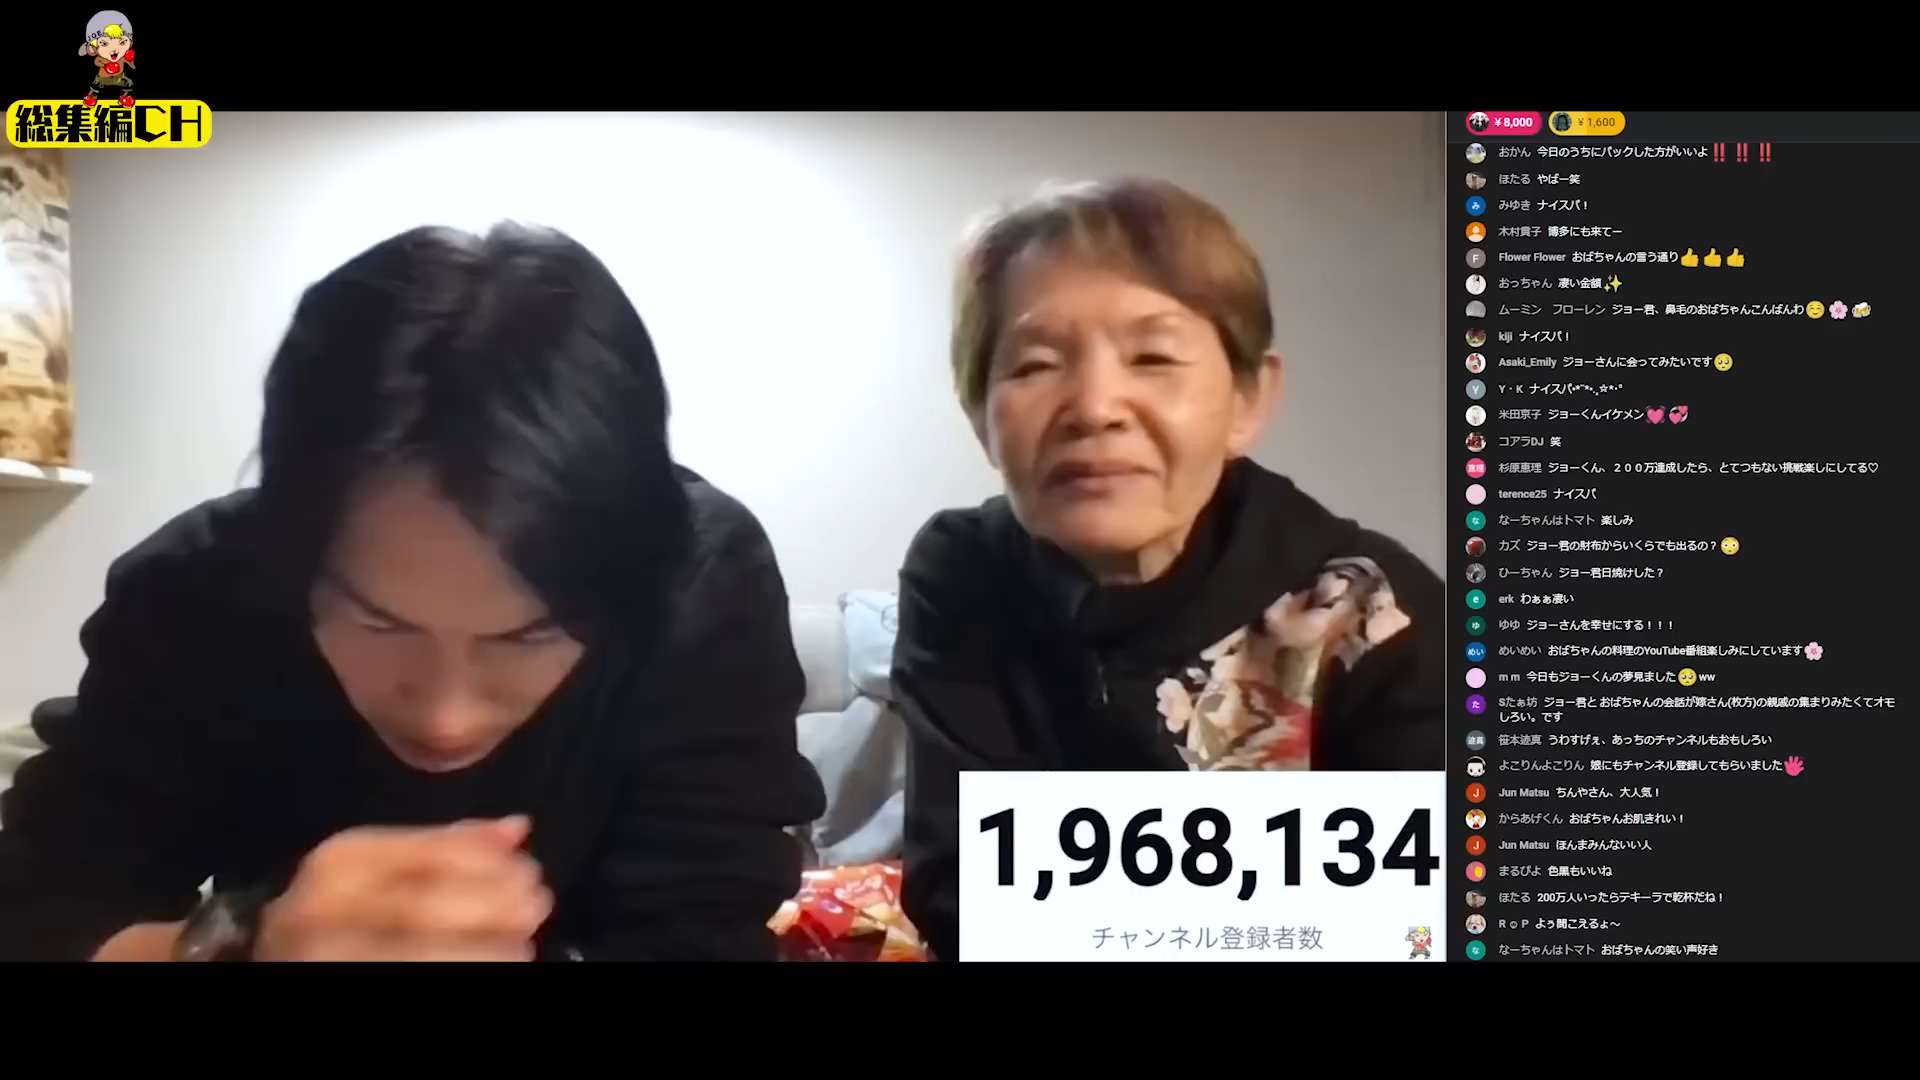 JOE
総集編CH
¥8,000
¥1,600
おかん 今日のうちにパックした方がいいよ‼️‼️‼️
ほたる やばー笑
み みゆき ナイスパ！
木村貴子 博多にも来てー
F Flower Flower おばちゃんの言う通り👍👍👍
おっちゃん 凄い金額✨
ムーミン フローレン ジョー君、鼻毛のおばちゃんこんばんわ☺️🌸🍻
kiji ナイスパ！
Asaki_Emily ジョーさんに会ってみたいです🥺
Y Y・K ナイスパ•*¨*•.¸☆*･ﾟ
米田京子 ジョーくんイケメン💓💞
コアラDJ 笑
恵理 杉原恵理 ジョーくん、２００万達成したら、とてつもない挑戦楽しにしてる♡
terence25 ナイスパ
な なーちゃんはトマト 楽しみ
カズ ジョー君の財布からいくらでも出るの？😳
ひーちゃん ジョー君日焼けした？
e erk わぁぁ凄い
ゆ ゆゆ ジョーさんを幸せにする！！！
めい めいめい おばちゃんの料理のYouTube番組楽しみにしています🌸
m m 今日もジョーくんの夢見ました🥺ww
た Sたぁ坊 ジョー君と おばちゃんの会話が嫁さん(枚方)の親戚の集まりみたくてオモ
しろい。です
迹真 笹本迹真 うわすげぇ、あっちのチャンネルもおもしろい
よこりんよこりん 娘にもチャンネル登録してもらいました
J Jun Matsu ちんやさん、大人気！
からあげくん おばちゃんお肌きれい！
J Jun Matsu ほんまみんないい人
まるぴよ 色黒もいいね
ほたる 200万人いったらテキーラで乾杯だね！
R☺P よぅ聞こえるょ〜
な なーちゃんはトマト おばちゃんの笑い声好き
1,968,134
チャンネル登録者数